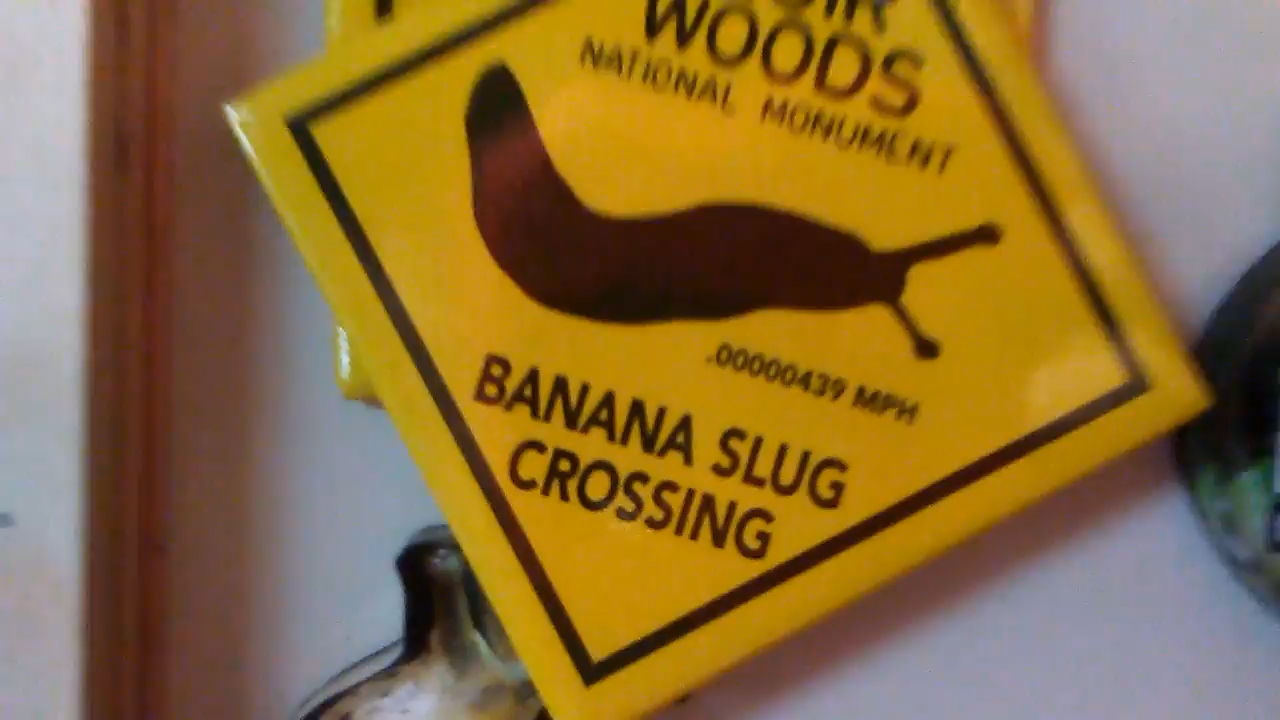 WOODS
NATIONAL MONUMENT
.00000439 MPH
BANANA SLUG
CROSSING